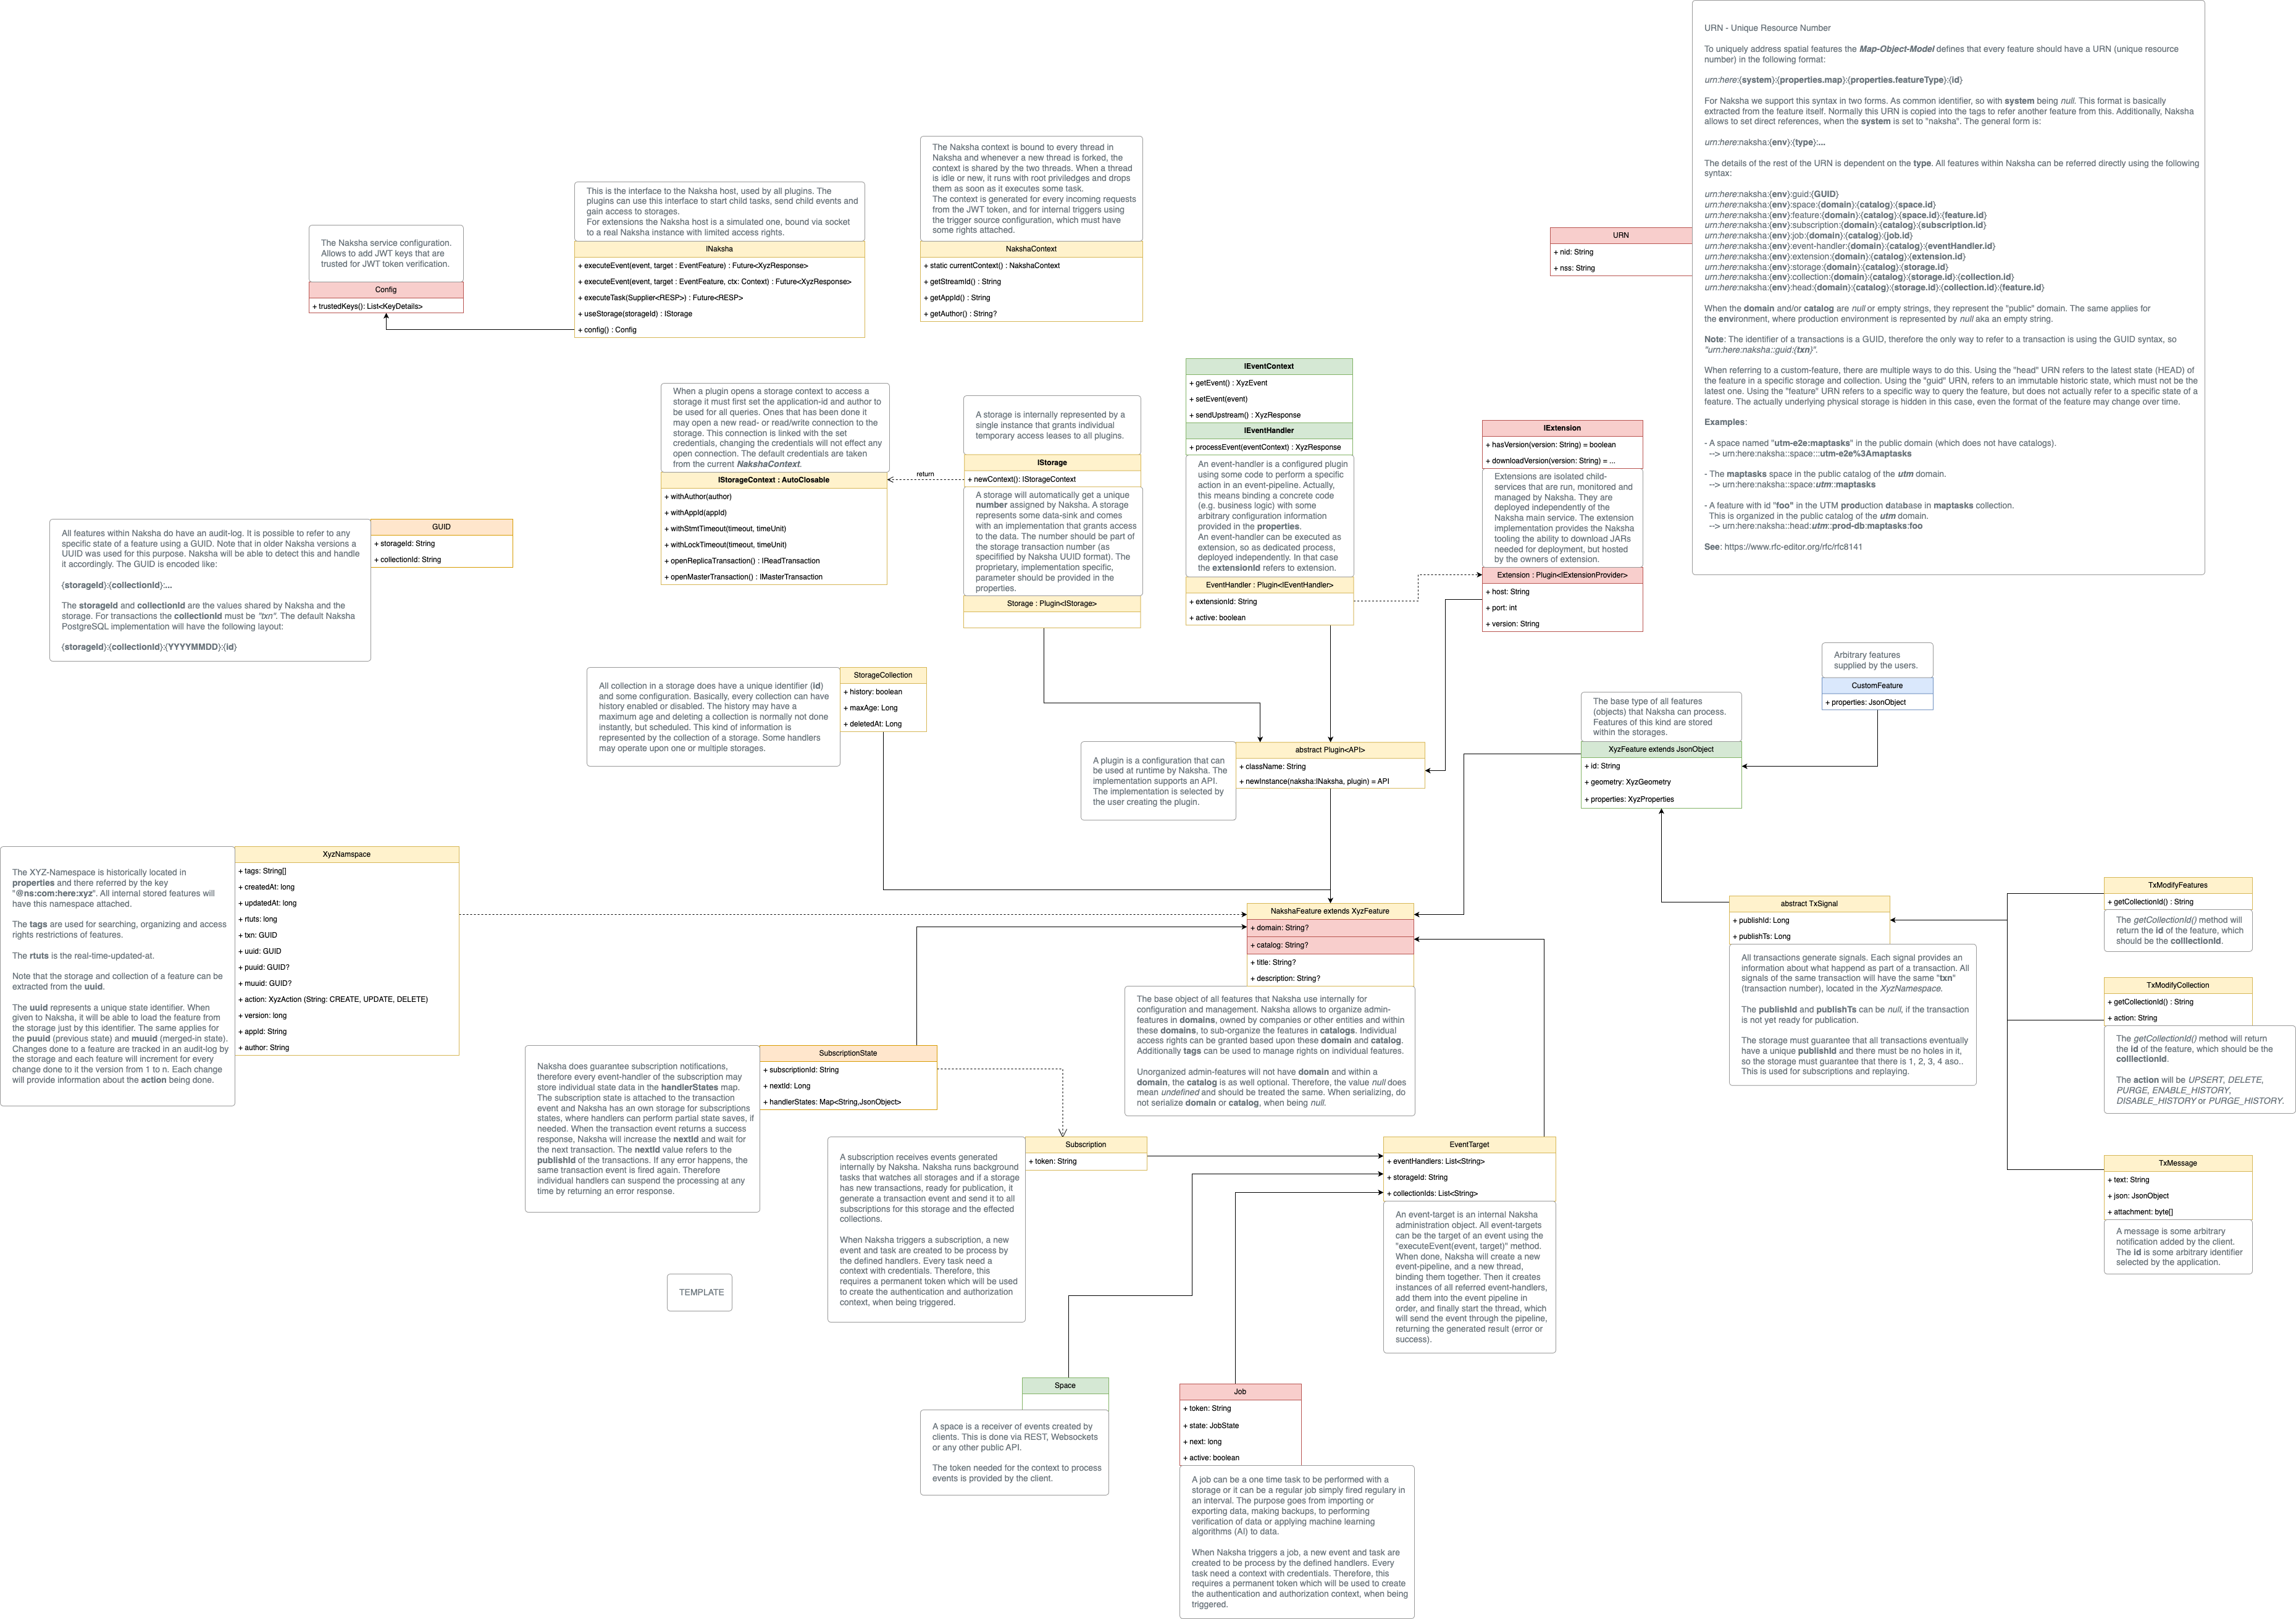 URN - Unique Resource Number
To uniquely address spatial features the Map-Object-Model defines that every feature should have a URN (unique resource
number) in the following format:
urn:here:{system}:{properties.map}:{properties.featureType}:{id}
For Naksha we support this syntax in two forms. As common identifier, so with system being null. This format is basically
extracted from the feature itself. Normally this URN is copied into the tags to refer another feature from this. Additionally, Naksha
allows to set direct references, when the system is set to "naksha". The general form is:
urn:here:naksha:{env}:{type}:...
The details of the rest of the URN is dependent on the type. All features within Naksha can be referred directly using the following
syntax:
urn:here:naksha:{env}:guid:{GUID}
urn:here:naksha:{env}:space:{domain}:{catalog}:{space.id}
urn:here:naksha:{env}:feature:{domain}:{catalog}:{space.id}:{feature.id}
urn:here:naksha:{env}:subscription:{domain}:{catalog}:{subscription.id}
urn:here:naksha:{env}:job:{domain}:{catalog}:{job.id}
urn:here:naksha:{env}:event-handler:{domain}:{catalog}:{eventHandler.id}
urn:here:naksha:{env}:extension:{domain}:{catalog}:{extension.id}
urn:here:naksha:{env}:storage:{domain}:{catalog}:{storage.id}
urn:here:naksha:{env}:collection:{domain}:{catalog}:{storage.id}:{collection.id}
urn:here:naksha:{env}:head:{domain}:{catalog}:{storage.id}:{collection.id}:{feature.id}
When the domain and/or catalog are null or empty strings, they represent the "public" domain. The same applies for
the environment, where production environment is represented by null aka an empty string.
Note: The identifier of a transactions is a GUID, therefore the only way to refer to a transaction is using the GUID syntax, so
"urn:here:naksha::guid:{txn}".
When referring to a custom-feature, there are multiple ways to do this. Using the "head" URN refers to the latest state (HEAD) of
the feature in a specific storage and collection. Using the "guid" URN, refers to an immutable historic state, which must not be the
latest one. Using the "feature" URN refers to a specific way to query the feature, but does not actually refer to a specific state of a
feature. The actually underlying physical storage is hidden in this case, even the format of the feature may change over time.
Examples:
- A space named "utm-e2e:maptasks" in the public domain (which does not have catalogs).
--> urn:here:naksha::space:::utm-e2e%3Amaptasks
- The maptasks space in the public catalog of the utm domain.
--> urn:here:naksha::space:utm::maptasks
- A feature with id "foo" in the UTM production database in maptasks collection.
This is organized in the public catalog of the utm domain.
--> urn:here:naksha::head:utm::prod-db:maptasks:foo
See: https://www.rfc-editor.org/rfc/rfc8141
URN
+ nid: String
+ nss: String
The Naksha context is bound to every thread in
Naksha and whenever a new thread is forked, the
context is shared by the two threads. When a thread
is idle or new, it runs with root priviledges and drops
them as soon as it executes some task.
The context is generated for every incoming requests
from the JWT token, and for internal triggers using
the trigger source configuration, which must have
some rights attached.
NakshaContext
+ static currentContext() : NakshaContext
+ getStreamId() : String
+ getAppId() : String
+ getAuthor() : String?
This is the interface to the Naksha host, used by all plugins. The
plugins can use this interface to start child tasks, send child events and
gain access to storages.
For extensions the Naksha host is a simulated one, bound via socket
to a real Naksha instance with limited access rights.
INaksha
+ executeEvent(event, target : EventFeature) : Future<XyzResponse>
+ executeEvent(event, target : EventFeature, ctx: Context) : Future<XyzResponse>
+ executeTask(Supplier<RESP>) : Future<RESP>
+ useStorage(storageId) : IStorage
+ config() : Config
The Naksha service configuration.
Allows to add JWT keys that are
trusted for JWT token verification.
Config
+ trustedKeys(): List<KeyDetails>
When a plugin opens a storage context to access a
storage it must first set the application-id and author to
be used for all queries. Ones that has been done it
may open a new read- or read/write connection to the
storage. This connection is linked with the set
credentials, changing the credentials will not effect any
open connection. The default credentials are taken
from the current NakshaContext.
IStorageContext : AutoClosable
+ withAuthor(author)
+ withAppId(appId)
+ withStmtTimeout(timeout, timeUnit)
+ withLockTimeout(timeout, timeUnit)
+ openReplicaTransaction() : IReadTransaction
+ openMasterTransaction() : IMasterTransaction
return
A storage is internally represented by a
single instance that grants individual
temporary access leases to all plugins.
IStorage
+ newContext(): IStorageContext
A storage will automatically get a unique
number assigned by Naksha. A storage
represents some data-sink and comes
with an implementation that grants access
to the data. The number should be part of
the storage transaction number (as
specifified by Naksha UUID format). The
proprietary, implementation specific,
parameter should be provided in the
properties.
Storage : Plugin<IStorage>
IEventContext
+ getEvent() : XyzEvent
+ setEvent(event)
+ sendUpstream() : XyzResponse
IEventHandler
+ processEvent(eventContext) : XyzResponse
An event-handler is a configured plugin
using some code to perform a specific
action in an event-pipeline. Actually,
this means binding a concrete code
(e.g. business logic) with some
arbitrary configuration information
provided in the properties.
An event-handler can be executed as
extension, so as dedicated process,
deployed independently. In that case
the extensionId refers to extension.
EventHandler : Plugin<IEventHandler>
+ extensionId: String
+ active: boolean
IExtension
+ hasVersion(version: String) = boolean
+ downloadVersion(version: String) = ...
Extensions are isolated child-
services that are run, monitored and
managed by Naksha. They are
deployed independently of the
Naksha main service. The extension
implementation provides the Naksha
tooling the ability to download JARs
needed for deployment, but hosted
by the owners of extension.
Extension : Plugin<IExtensionProvider>
+ host: String
+ port: int
+ version: String
All features within Naksha do have an audit-log. It is possible to refer to any
specific state of a feature using a GUID. Note that in older Naksha versions a
UUID was used for this purpose. Naksha will be able to detect this and handle
it accordingly. The GUID is encoded like:
{storageId}:{collectionId}:...
The storageId and collectionId are the values shared by Naksha and the
storage. For transactions the collectionId must be "txn". The default Naksha
PostgreSQL implementation will have the following layout:
{storageId}:{collectionId}:{YYYYMMDD}:{id}
GUID
+ storageId: String
+ collectionId: String
All collection in a storage does have a unique identifier (id)
and some configuration. Basically, every collection can have
history enabled or disabled. The history may have a
maximum age and deleting a collection is normally not done
instantly, but scheduled. This kind of information is
represented by the collection of a storage. Some handlers
may operate upon one or multiple storages.
StorageCollection
+ history: boolean
+ maxAge: Long
+ deletedAt: Long
A plugin is a configuration that can
be used at runtime by Naksha. The
implementation supports an API.
The implementation is selected by
the user creating the plugin.
abstract Plugin<API>
+ className: String
+ newInstance(naksha:INaksha, plugin) = API
Arbitrary features
supplied by the users.
CustomFeature
+ properties: JsonObject
The base type of all features
(objects) that Naksha can process.
Features of this kind are stored
within the storages.
XyzFeature extends JsonObject
+ id: String
+ geometry: XyzGeometry
+ properties: XyzProperties
The XYZ-Namespace is historically located in
properties and there referred by the key
"@ns:com:here:xyz". All internal stored features will
have this namespace attached.
The tags are used for searching, organizing and access
rights restrictions of features.
The rtuts is the real-time-updated-at.
Note that the storage and collection of a feature can be
extracted from the uuid.
The uuid represents a unique state identifier. When
given to Naksha, it will be able to load the feature from
the storage just by this identifier. The same applies for
the puuid (previous state) and muuid (merged-in state).
Changes done to a feature are tracked in an audit-log by
the storage and each feature will increment for every
change done to it the version from 1 to n. Each change
will provide information about the action being done.
XyzNamspace
+ tags: String[]
+ createdAt: long
+ updatedAt: long
+ rtuts: long
+ txn: GUID
+ uuid: GUID
+ puuid: GUID?
+ muuid: GUID?
+ action: XyzAction (String: CREATE, UPDATE, DELETE)
+ version: long
+ appId: String
+ author: String
NakshaFeature extends XyzFeature
+ domain: String?
+ catalog: String?
+ title: String?
+ description: String?
The base object of all features that Naksha use internally for
configuration and management. Naksha allows to organize admin-
features in domains, owned by companies or other entities and within
these domains, to sub-organize the features in catalogs. Individual
access rights can be granted based upon these domain and catalog.
Additionally tags can be used to manage rights on individual features.
Unorganized admin-features will not have domain and within a
domain, the catalog is as well optional. Therefore, the value null does
mean undefined and should be treated the same. When serializing, do
not serialize domain or catalog, when being null.
abstract TxSignal
+ publishId: Long
+ publishTs: Long
All transactions generate signals. Each signal provides an
information about what happend as part of a transaction. All
signals of the same transaction will have the same "txn"
(transaction number), located in the XyzNamespace.
The publishId and publishTs can be null, if the transaction
is not yet ready for publication.
The storage must guarantee that all transactions eventually
have a unique publishId and there must be no holes in it,
so the storage must guarantee that there is 1, 2, 3, 4 aso..
This is used for subscriptions and replaying.
TxModifyFeatures
+ getCollectionId() : String
The getCollectionId() method will
return the id of the feature, which
should be the colllectionId.
TxModifyCollection
+ getCollectionId() : String
+ action: String
The getCollectionId() method will return
the id of the feature, which should be the
colllectionId.
The action will be UPSERT, DELETE,
PURGE, ENABLE_HISTORY,
DISABLE_HISTORY or PURGE_HISTORY.
TxMessage
+ text: String
+ json: JsonObject
+ attachment: byte[]
A message is some arbitrary
notification added by the client.
The id is some arbitrary identifier
selected by the application.
Naksha does guarantee subscription notifications,
therefore every event-handler of the subscription may
store individual state data in the handlerStates map.
The subscription state is attached to the transaction
event and Naksha has an own storage for subscriptions
states, where handlers can perform partial state saves, if
needed. When the transaction event returns a success
response, Naksha will increase the nextId and wait for
the next transaction. The nextId value refers to the
publishId of the transactions. If any error happens, the
same transaction event is fired again. Therefore
individual handlers can suspend the processing at any
time by returning an error response.
SubscriptionState
+ subscriptionId: String
+ nextId: Long
+ handlerStates: Map<String,JsonObject>
A subscription receives events generated
internally by Naksha. Naksha runs background
tasks that watches all storages and if a storage
has new transactions, ready for publication, it
generate a transaction event and send it to all
subscriptions for this storage and the effected
collections.
When Naksha triggers a subscription, a new
event and task are created to be process by
the defined handlers. Every task need a
context with credentials. Therefore, this
requires a permanent token which will be used
to create the authentication and authorization
context, when being triggered.
Subscription
+ token: String
EventTarget
+ eventHandlers: List<String>
+ storageId: String
+ collectionIds: List<String>
An event-target is an internal Naksha
administration object. All event-targets
can be the target of an event using the
"executeEvent(event, target)" method.
When done, Naksha will create a new
event-pipeline, and a new thread,
binding them together. Then it creates
instances of all referred event-handlers,
add them into the event pipeline in
order, and finally start the thread, which
will send the event through the pipeline,
returning the generated result (error or
success).
TEMPLATE
Space
A space is a receiver of events created by
clients. This is done via REST, Websockets
or any other public API.
The token needed for the context to process
events is provided by the client.
Job
+ token: String
+ state: JobState
+ next: long
+ active: boolean
A job can be a one time task to be performed with a
storage or it can be a regular job simply fired regulary in
an interval. The purpose goes from importing or
exporting data, making backups, to performing
verification of data or applying machine learning
algorithms (AI) to data.
When Naksha triggers a job, a new event and task are
created to be process by the defined handlers. Every
task need a context with credentials. Therefore, this
requires a permanent token which will be used to create
the authentication and authorization context, when being
triggered.